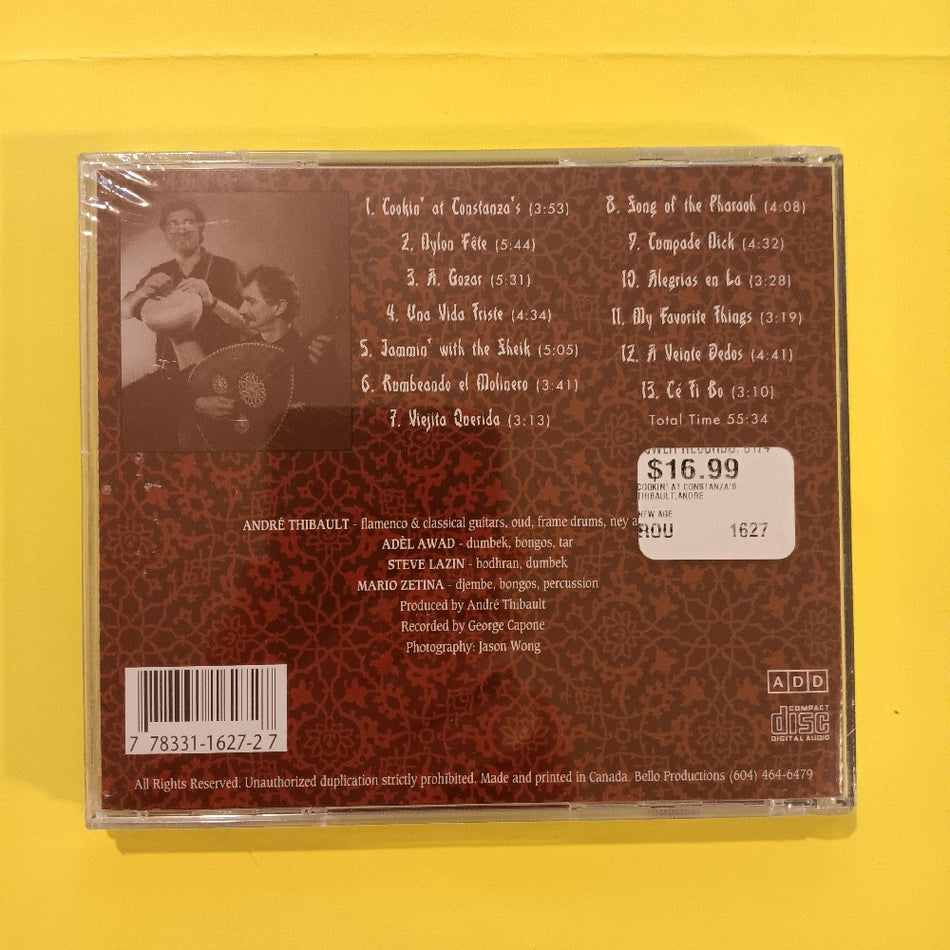 1. Cookin' at Constanza's (3:53)
2. Nylon Fête (5:44)
3. A. Gozar (5:31)
4. Una Vida Triste (4:34)
5. Jammin' with the Sheik (5:05)
6. Rumbeando el Molinero (3:41)
7. Viejita Querida (3:13)
8. Song of the Pharaoh (4:08)
9. Cumpade Nick (4:32)
10. Alegrias en La (3:28)
11. My Favorite Things (3:19)
12. A Veinte Dedos (4:41)
13. Cé Ti Bo (3:10)
Total Time 55:34
$16.99
COOKIN' AT CONSTANZA'S
THIBAULT,ANDRE
NEW AGE
ROU 1627
ANDRÉ THIBAULT - flamenco & classical guitars, oud, frame drums, ney
ADÈL AWAD - dumbek, bongos, tar
STEVE LAZIN - bodhran, dumbek
MARIO ZETINA - djembe, bongos, percussion
Produced by André Thibault
Recorded by George Capone
Photography: Jason Wong
7 78331-1627-2 7
ADD
COMPACT
disc
DIGITAL AUDIO
All Rights Reserved. Unauthorized duplication strictly prohibited. Made and printed in Canada. Bello Productions (604) 464-6479